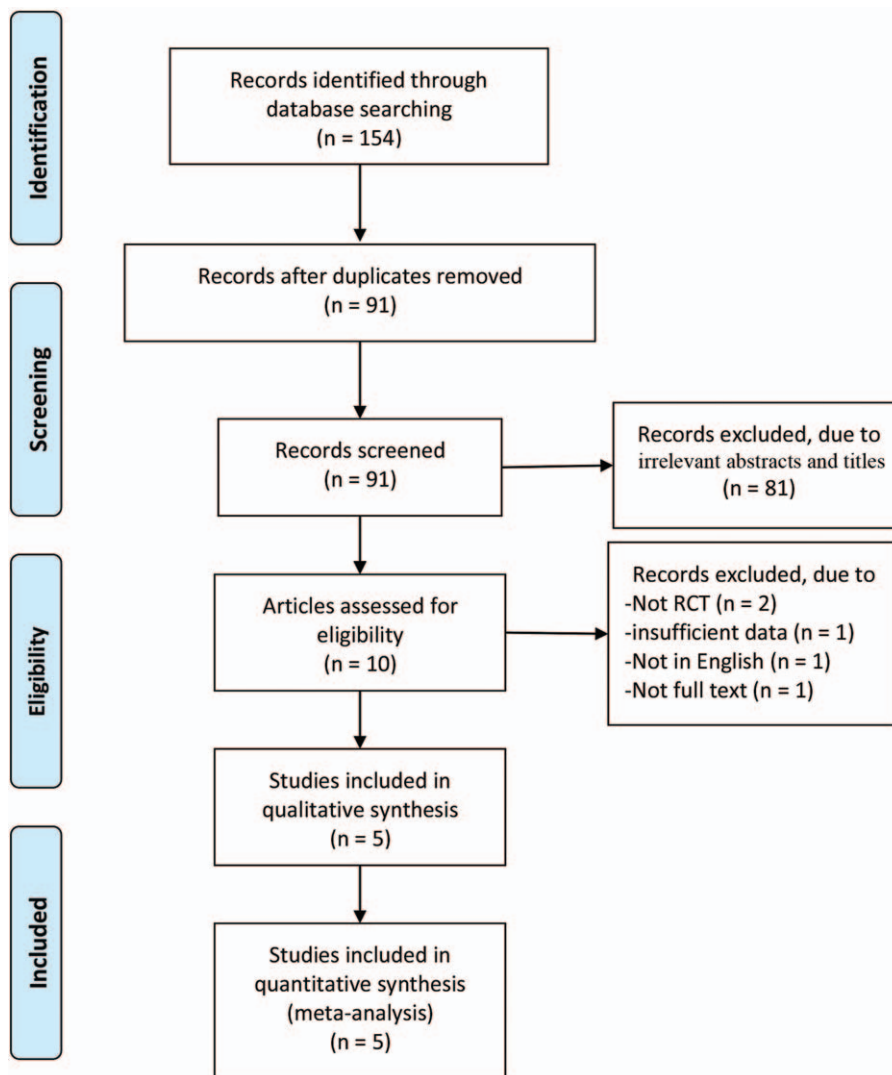 Identification
Records identified through
database searching
(n = 154)
Records after duplicates removed
(n = 91)
Screening
Records screened
(n = 91)
Records excluded, due to
irrelevant abstracts and titles
(n = 81)
Eligibility
Articles assessed for
eligibility
(n = 10)
Records excluded, due to
-Not RCT (n = 2)
-insufficient data (n = 1)
-Not in English (n = 1)
-Not full text (n = 1)
Studies included in
qualitative synthesis
(n = 5)
Included
Studies included in
quantitative synthesis
(meta-analysis)
(n = 5)